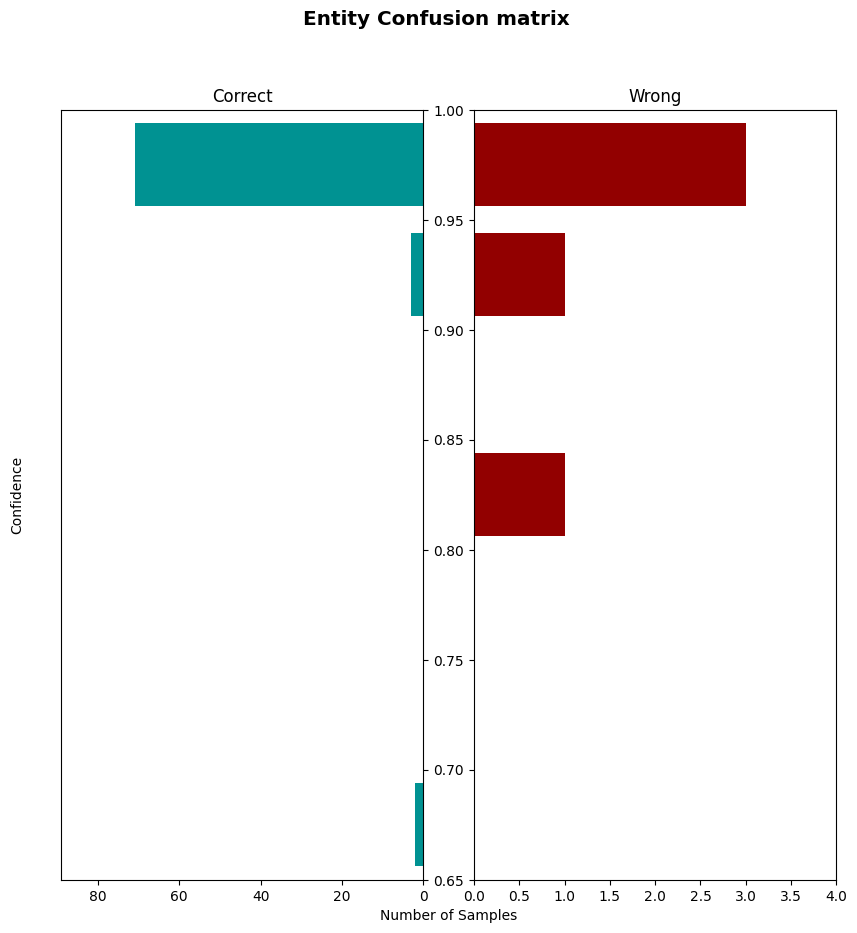 Entity Confusion matrix
Correct
Wrong
1.00
0.95
0.90
0.85
0.80
0.75
0.70
0.65
Confidence
80 60 40 20 0
0.0 0.5 1.0 1.5 2.0 2.5 3.0 3.5 4.0
Number of Samples